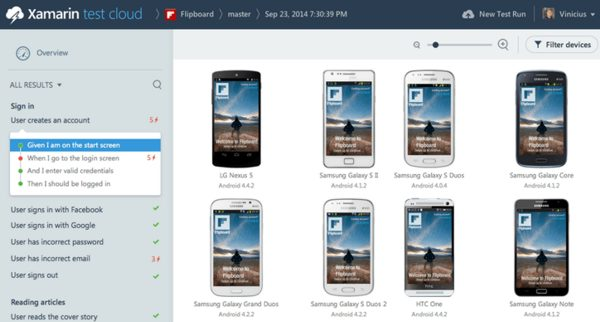 Xamarin test cloud
Flipboard
master
Sep 23, 2014 7:30:39 PM
New Test Run
Vinicius
Overview
ALL RESULTS
Sign in
User creates an account 5
Given I am on the start screen
When I go to the login screen 5
And I enter valid credentials
Then I should be logged in
User signs in with Facebook
User signs in with Google
User has incorrect password
User has incorrect email 3
User signs out
Reading articles
User reads the cover story
Filter devices
LG Nexus 5
Android 4.4.2
Samsung Galaxy S II
Android 4.1.2
Samsung Galaxy S Duos
Android 4.0.4
Samsung Galaxy Core
Android 4.1.2
Samsung Galaxy Grand Duos
Android 4.2.2
Samsung Galaxy S Duos 2
Android 4.2.2
HTC One
Android 4.4.2
Samsung Galaxy Note
Android 4.1.2
Flipboard
Welcome to
Flipboard